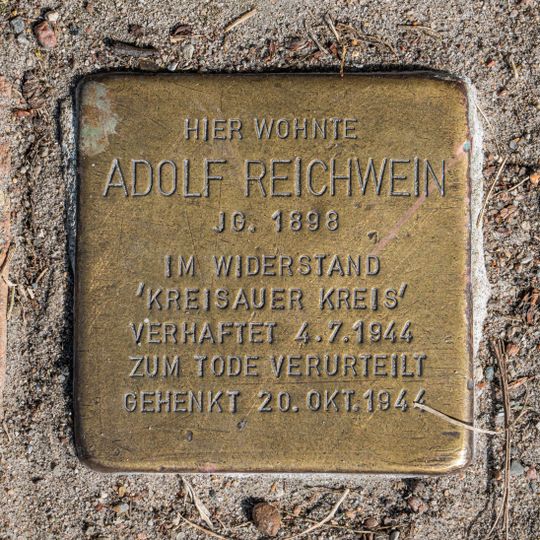 HIER WOHNTE
ADOLF REICHWEIN
JG. 1898
IM WIDERSTAND
'KREISAUER KREIS'
VERHAFTET 4.7.1944
ZUM TODE VERURTEILT
GEHENKT 20. OKT. 1944